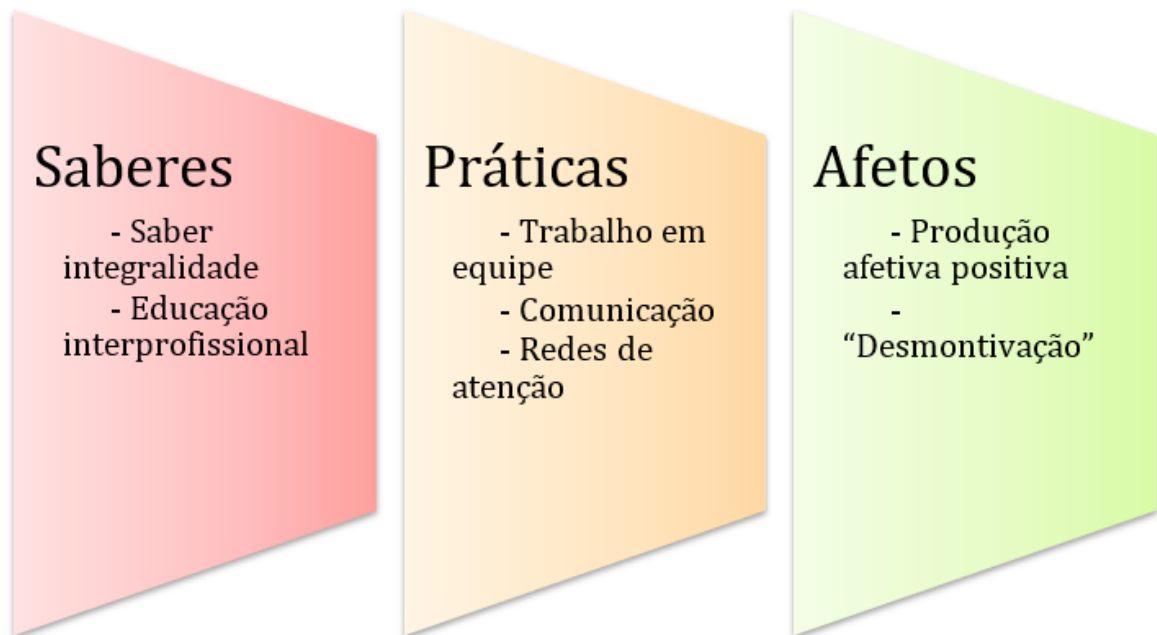 Saberes
- Saber
integralidade
- Educação
interprofissional
Práticas
- Trabalho em
equipe
- Comunicação
- Redes de
atenção
Afetos
- Produção
afetiva positiva
-
“Desmontivação”